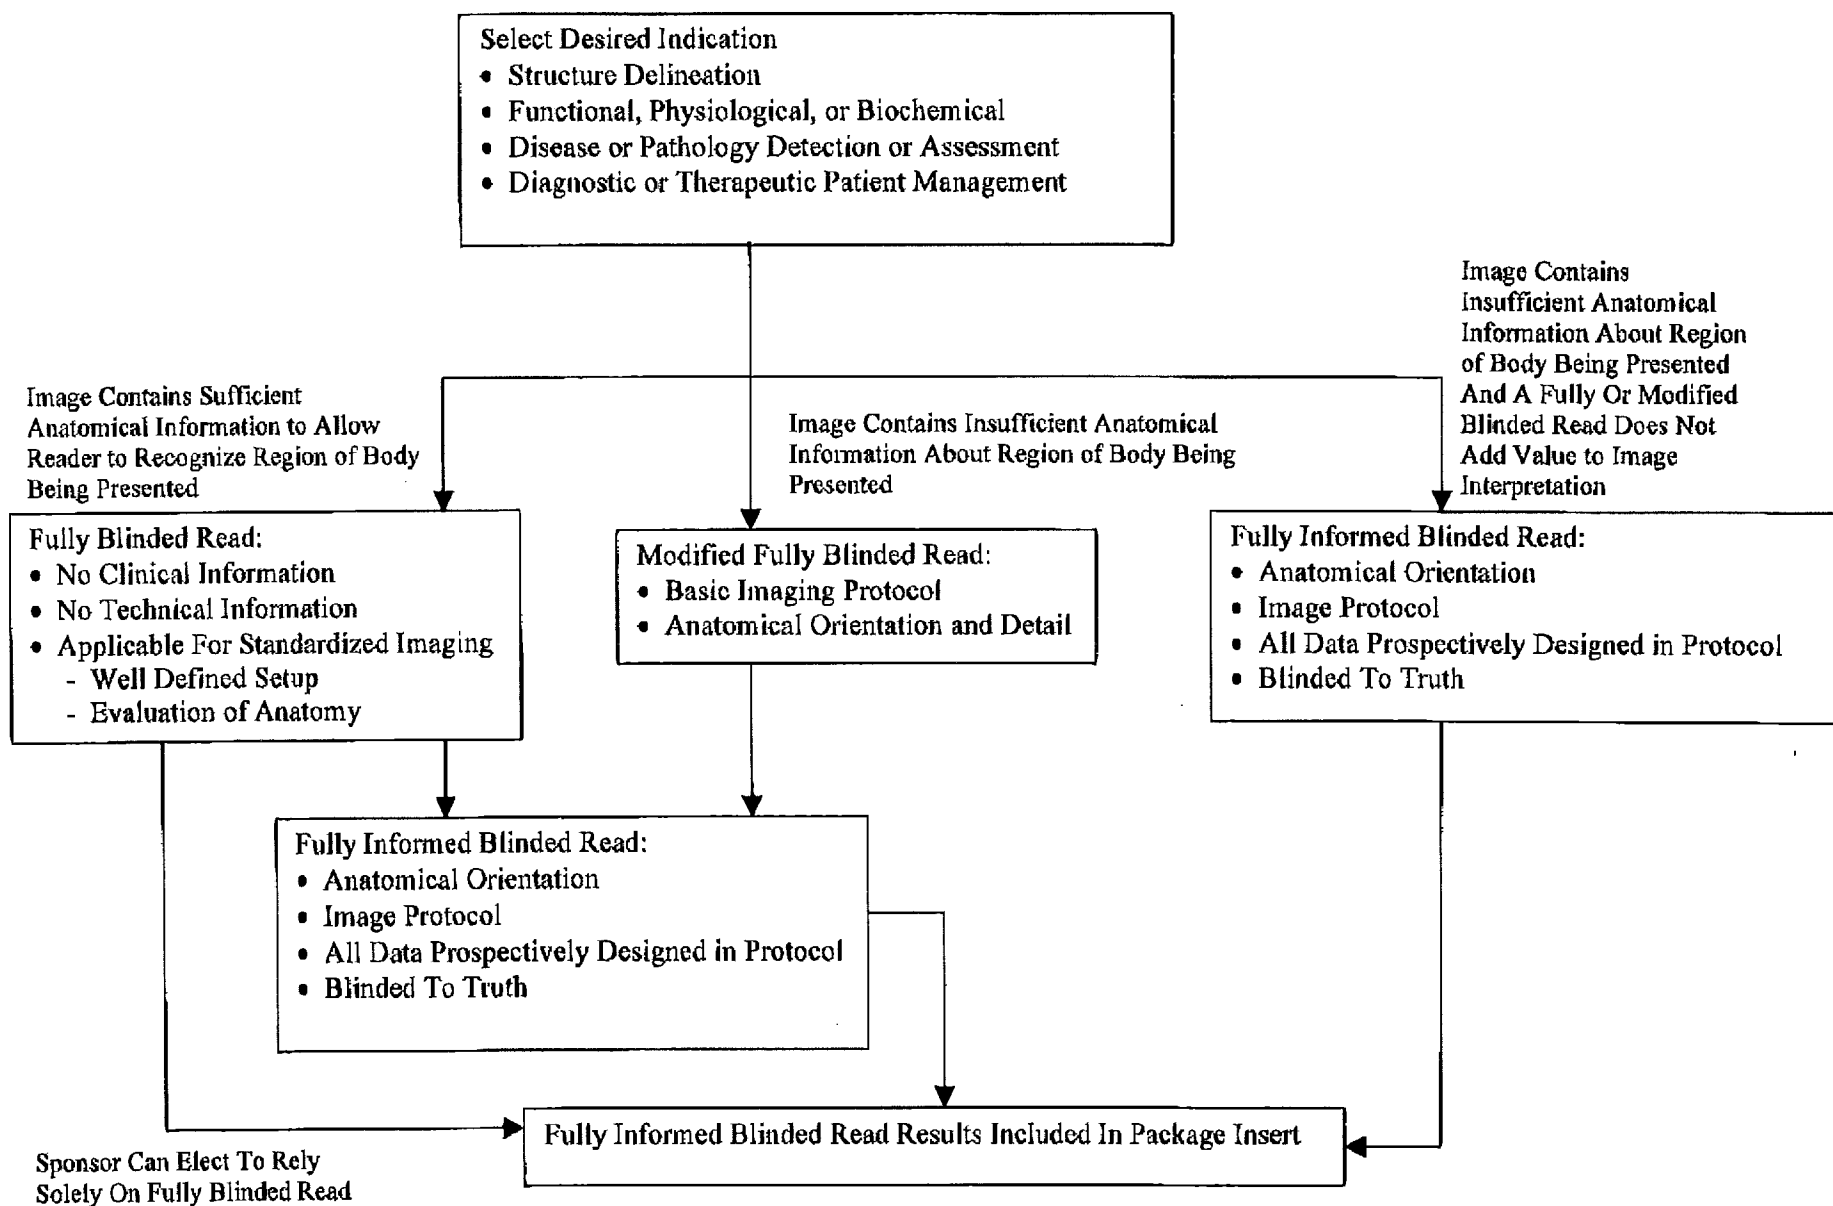 Select Desired Indication
• Structure Delineation
• Functional, Physiological, or Biochemical
• Disease or Pathology Detection or Assessment
• Diagnostic or Therapeutic Patient Management
Image Contains Sufficient
Anatomical Information to Allow
Reader to Recognize Region of Body
Being Presented
Image Contains Insufficient Anatomical
Information About Region of Body Being
Presented
Image Contains
Insufficient Anatomical
Information About Region
of Body Being Presented
And A Fully Or Modified
Blinded Read Does Not
Add Value to Image
Interpretation
Fully Blinded Read:
• No Clinical Information
• No Technical Information
• Applicable For Standardized Imaging
- Well Defined Setup
- Evaluation of Anatomy
Modified Fully Blinded Read:
• Basic Imaging Protocol
• Anatomical Orientation and Detail
Fully Informed Blinded Read:
• Anatomical Orientation
• Image Protocol
• All Data Prospectively Designed in Protocol
• Blinded To Truth
Fully Informed Blinded Read:
• Anatomical Orientation
• Image Protocol
• All Data Prospectively Designed in Protocol
• Blinded To Truth
Fully Informed Blinded Read Results Included In Package Insert
Sponsor Can Elect To Rely
Solely On Fully Blinded Read